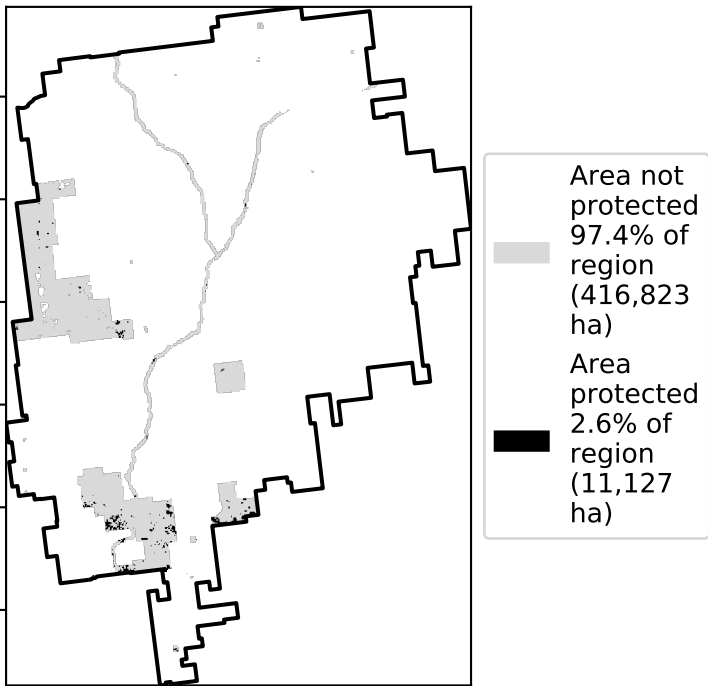 Area not
protected
97.4% of
region
(416,823
ha)
Area
protected
2.6% of
region
(11,127
ha)